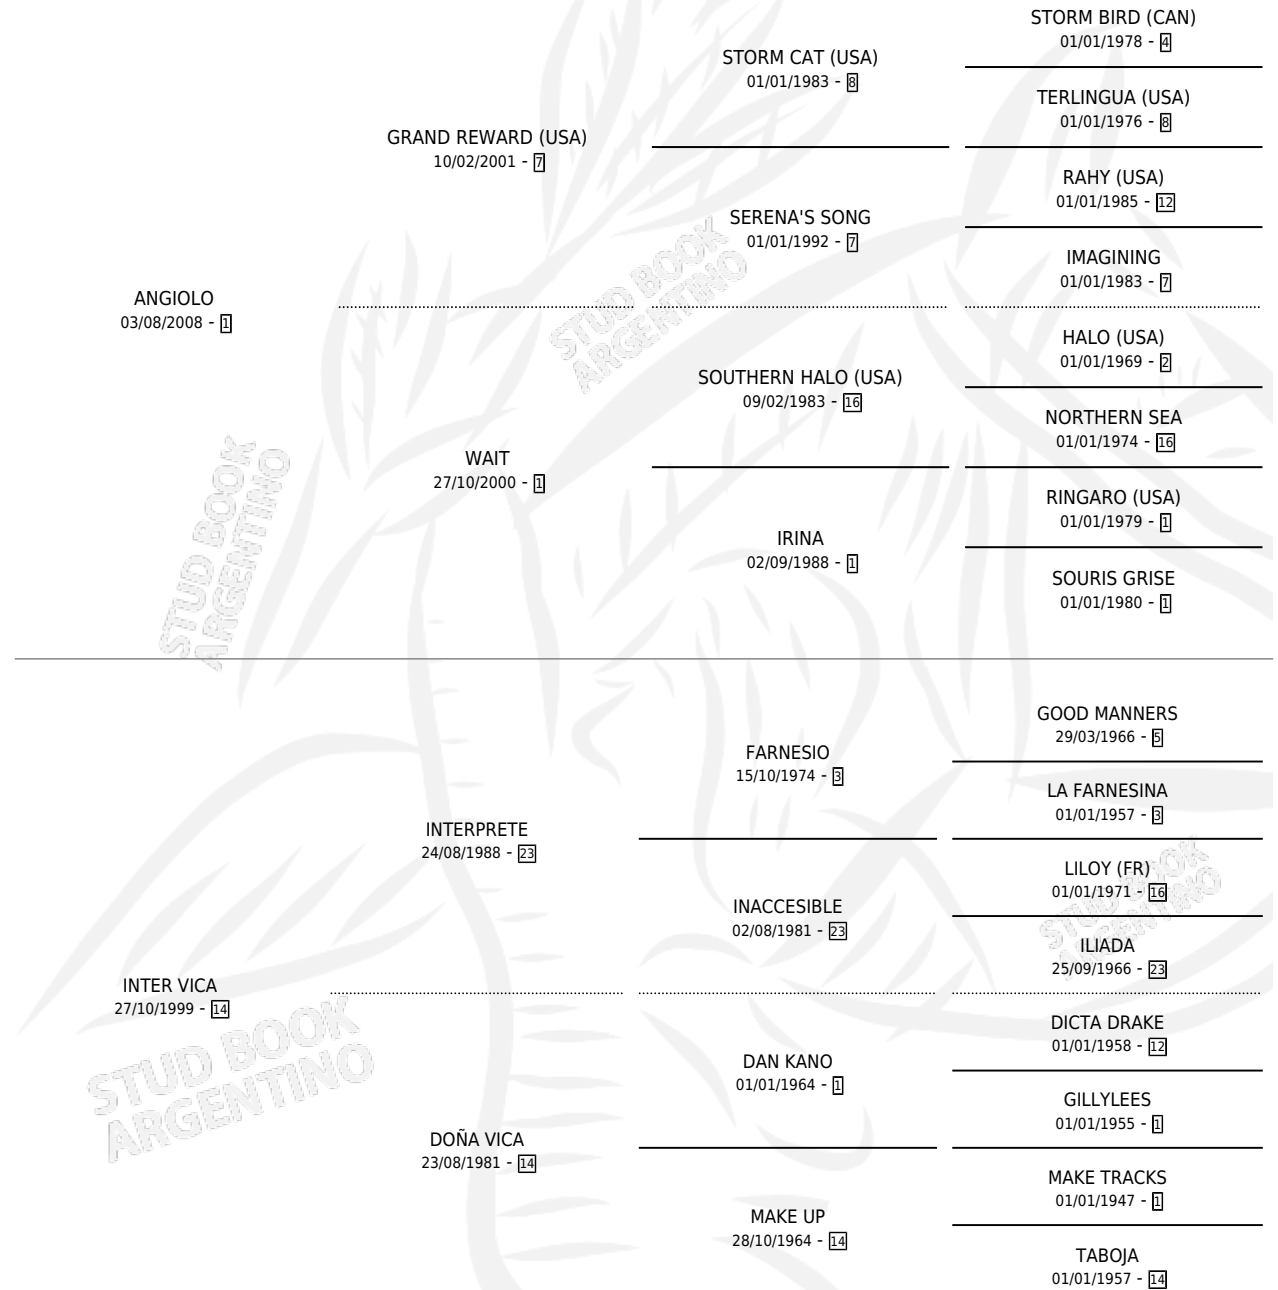 STORM BIRD (CAN)
01/01/1978 - 4
STORM CAT (USA)
01/01/1983 - 8
TERLINGUA (USA)
01/01/1976 - 8
GRAND REWARD (USA)
10/02/2001 - 7
RAHY (USA)
01/01/1985 - 12
SERENA'S SONG
01/01/1992 - 7
IMAGINING
01/01/1983 - 7
ANGIOLO
03/08/2008 - 1
STUD BOOK
ARGENTINO
HALO (USA)
01/01/1969 - 2
SOUTHERN HALO (USA)
09/02/1983 - 16
NORTHERN SEA
01/01/1974 - 16
WAIT
27/10/2000 - 1
RINGARO (USA)
01/01/1979 - 1
IRINA
02/09/1988 - 1
SOURIS GRISE
01/01/1980 - 1
STUD BOOK
ARGENTINO
GOOD MANNERS
29/03/1966 - 5
FARNESIO
15/10/1974 - 3
LA FARNESINA
01/01/1957 - 3
INTERPRETE
24/08/1988 - 23
LILOY (FR)
01/01/1971 - 16
INACCESIBLE
02/08/1981 - 23
ILIADA
25/09/1966 - 23
STUD BOOK
ARGENTINO
INTER VICA
27/10/1999 - 14
DICTA DRAKE
01/01/1958 - 12
DAN KANO
01/01/1964 - 1
GILLYLEES
01/01/1955 - 1
STUD BOOK
ARGENTINO
DOÑA VICA
23/08/1981 - 14
MAKE TRACKS
01/01/1947 - 1
MAKE UP
28/10/1964 - 14
TABOJA
01/01/1957 - 14